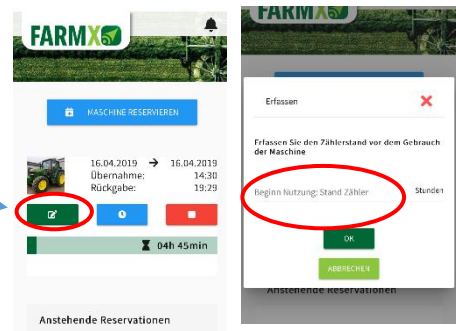 FARMX
MASCHINE RESERVIEREN
16.04.2019 → 16.04.2019
Übernahme: 14:30
Rückgabe: 19:29
04h 45min
Anstehende Reservationen
FARMX
Erfassen
Erfassen Sie den Zählerstand vor dem Gebrauch
der Maschine
Beginn Nutzung: Stand Zähler Stunden
OK
ABBRECHEN
Anstehende Reservationen